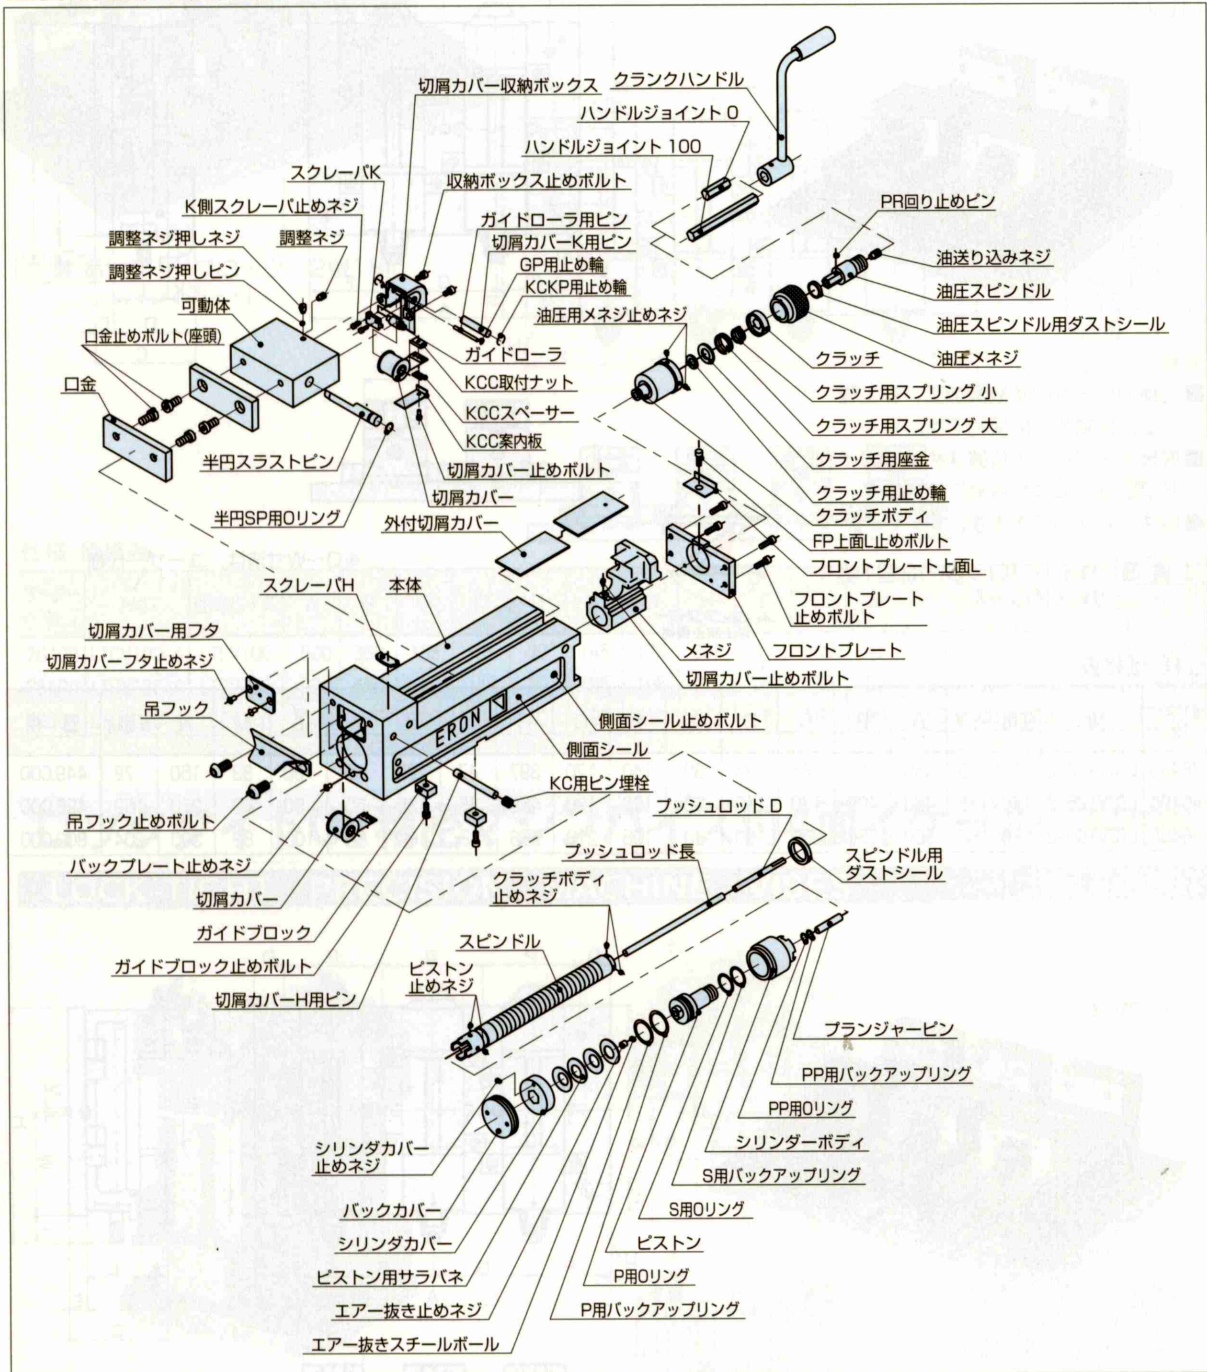 切屑カバー収納ボックス
クランクハンドル
ハンドルジョイント 0
ハンドルジョイント 100
スクレーパK
収納ボックス止めボルト
K側スクレーパ止めネジ
ガイドローラ用ピン
PR回り止めピン
調整ネジ押しネジ
調整ネジ
切屑カバーK用ピン
油送り込みネジ
調整ネジ押しピン
GP用止め輪
KCKP用止め輪
油圧スピンドル
可動体
油圧用メネジ止めネジ
油圧スピンドル用ダストシール
口金止めボルト(座頭)
ガイドローラ
クラッチ
油圧メネジ
口金
KCC取付ナット
クラッチ用スプリング 小
KCCスペーサー
クラッチ用スプリング 大
KCC案内板
半円スラストピン
切屑カバー止めボルト
クラッチ用座金
切屑カバー
クラッチ用止め輪
半円SP用Oリング
外付切屑カバー
クラッチボディ
FP上面L止めボルト
フロントプレート上面L
スクレーパH
本体
フロントプレート
止めボルト
切屑カバー用フタ
メネジ
フロントプレート
切屑カバーフタ止めネジ
切屑カバー止めボルト
吊フック
ERON
側面シール止めボルト
側面シール
KC用ピン埋栓
プッシュロッド D
吊フック止めボルト
プッシュロッド長
スピンドル用
ダストシール
バックプレート止めネジ
クラッチボディ
止めネジ
切屑カバー
ガイドブロック
スピンドル
ガイドブロック止めボルト
ピストン
止めネジ
切屑カバーH用ピン
プランジャーピン
PP用バックアップリング
PP用Oリング
シリンダカバー
止めネジ
シリンダーボディ
S用バックアップリング
バックカバー
S用Oリング
シリンダカバー
ピストン
ピストン用サラバネ
P用Oリング
エアー抜き止めネジ
P用バックアップリング
エアー抜きスチールボール